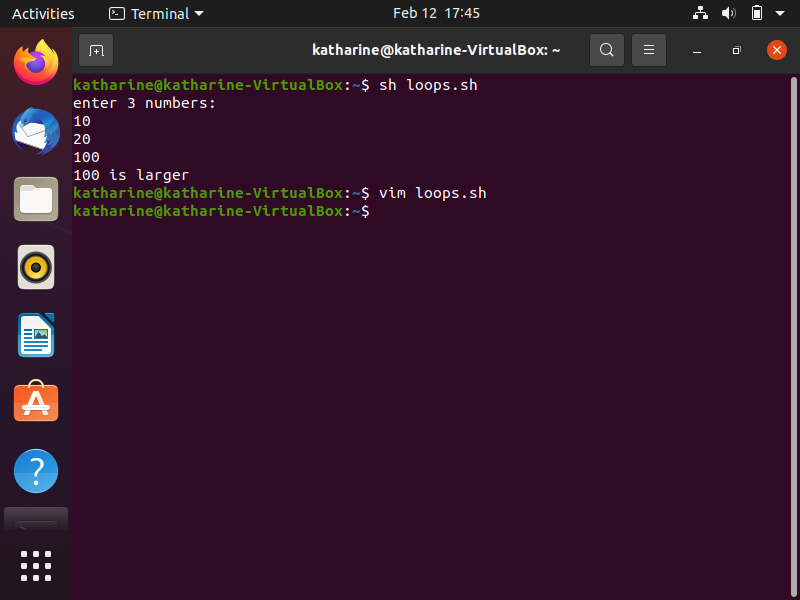 Activities Terminal Feb 12 17:45
katharine@katharine-VirtualBox: ~
katharine@katharine-VirtualBox:~$ sh loops.sh
enter 3 numbers:
10
20
100
100 is larger
katharine@katharine-VirtualBox:~$ vim loops.sh
katharine@katharine-VirtualBox:~$